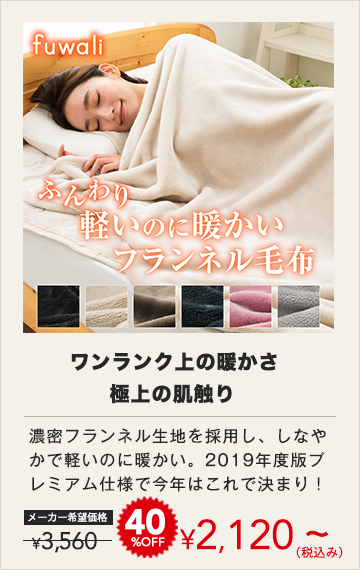 fuwali
ふんわり
軽いのに暖かい
フランネル毛布
ワンランク上の暖かさ
極上の肌触り
濃密フランネル生地を採用し、しなや
かで軽いのに暖かい。2019年度版プ
レミアム仕様で今年はこれで決まり！
メーカー希望価格
¥3,560
40
%OFF
¥2,120～
(税込み)